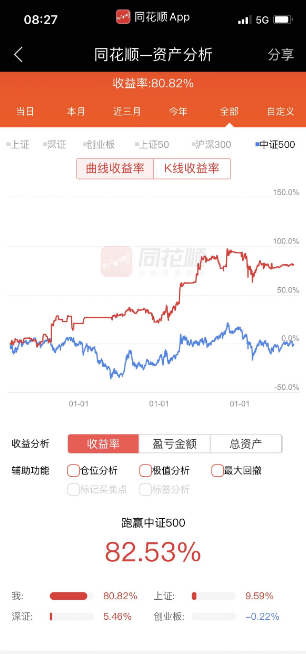 08:27 同花顺App 5G
同花顺—资产分析 分享
收益率:80.82%
当日 本月 近三月 今年 全部 自定义
上证 深证 创业板 上证50 沪深300 中证500
曲线收益率 K线收益率
150.0%
100.0%
同花顺
50.0%
0.0%
-50.0%
01-01 01-01 01-01
收益分析 收益率 盈亏金额 总资产
辅助功能 仓位分析 极值分析 最大回撤
标记买卖点 标签分析
跑赢中证500
82.53%
我: 80.82% 上证: 9.59%
深证: 5.46% 创业板: -0.22%